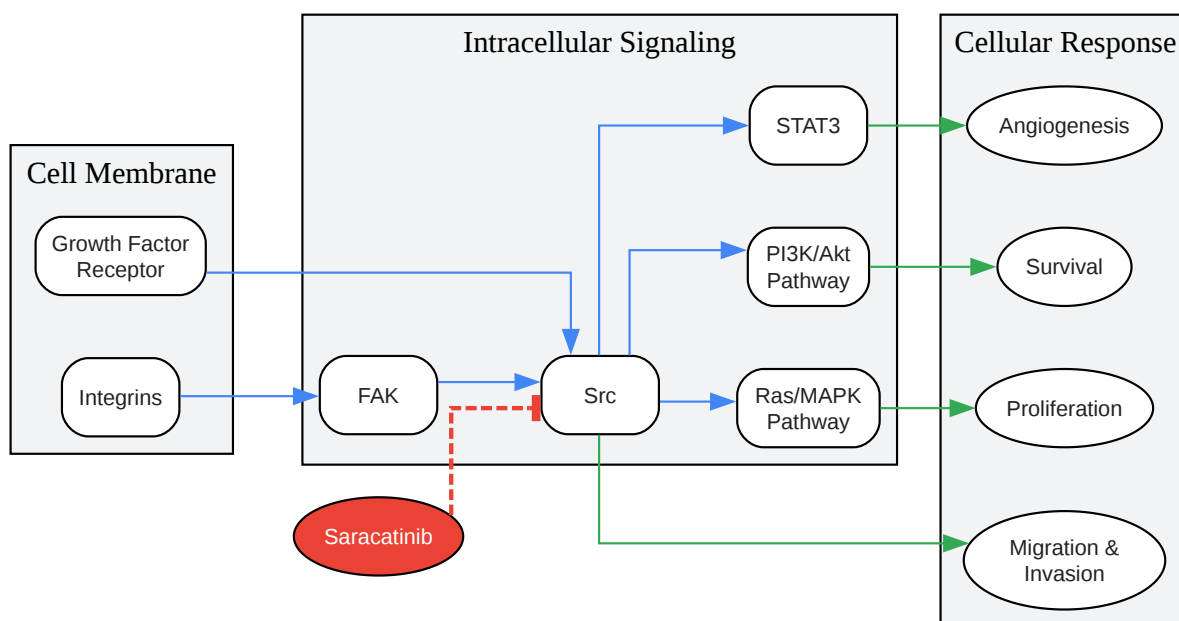 Cell Membrane
Growth Factor
Receptor
Integrins
Intracellular Signaling
STAT3
PI3K/Akt
Pathway
FAK
Src
Ras/MAPK
Pathway
Saracatinib
Cellular Response
Angiogenesis
Survival
Proliferation
Migration &
Invasion